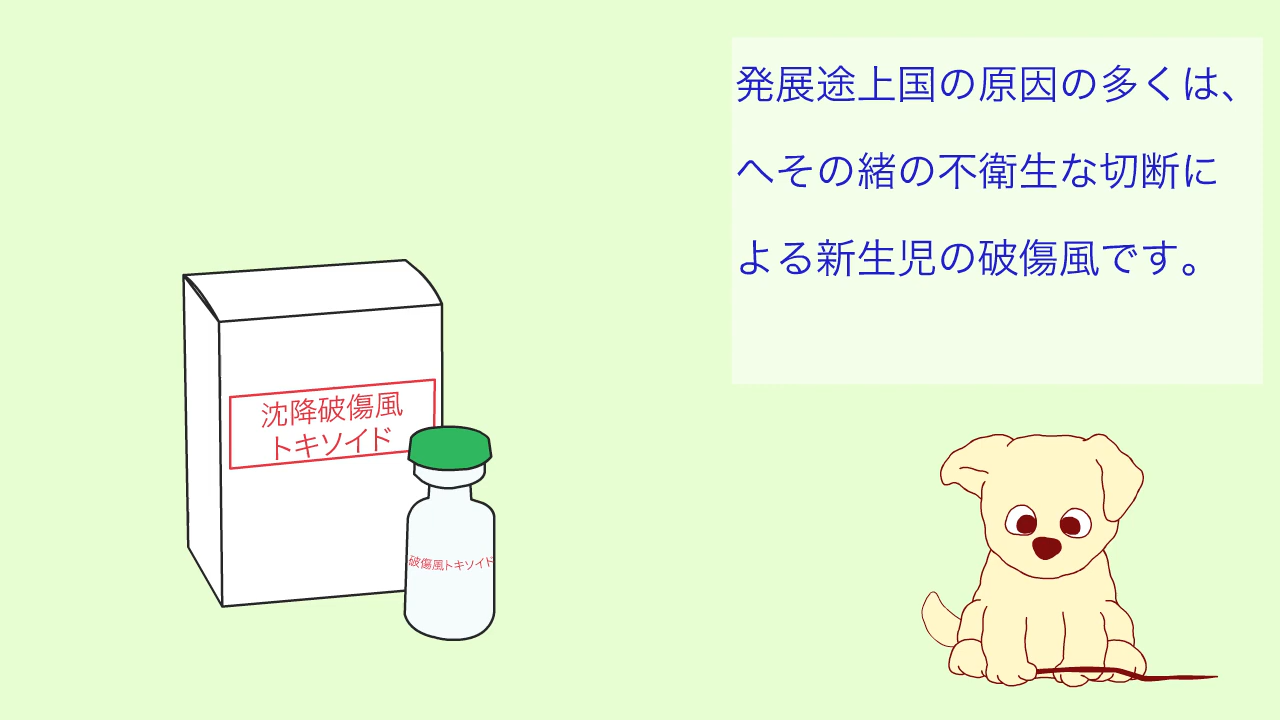 発展途上国の原因の多くは、
へその緒の不衛生な切断に
よる新生児の破傷風です。
沈降破傷風
トキソイド
破傷風トキソイド